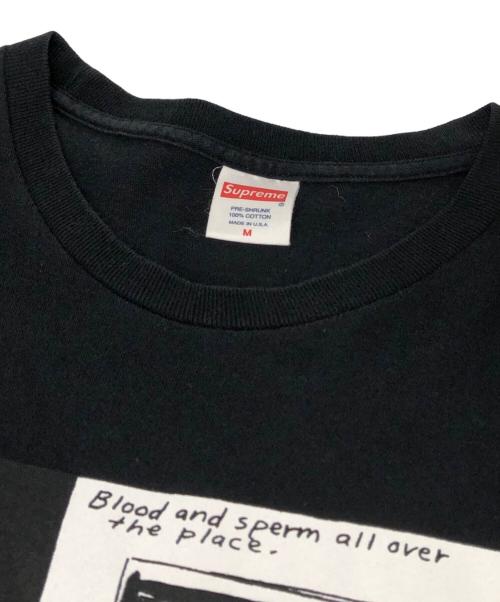 Supreme®
PRE-SHRUNK
100% COTTON
MADE IN U.S.A.
M
Blood and sperm all over
the place.